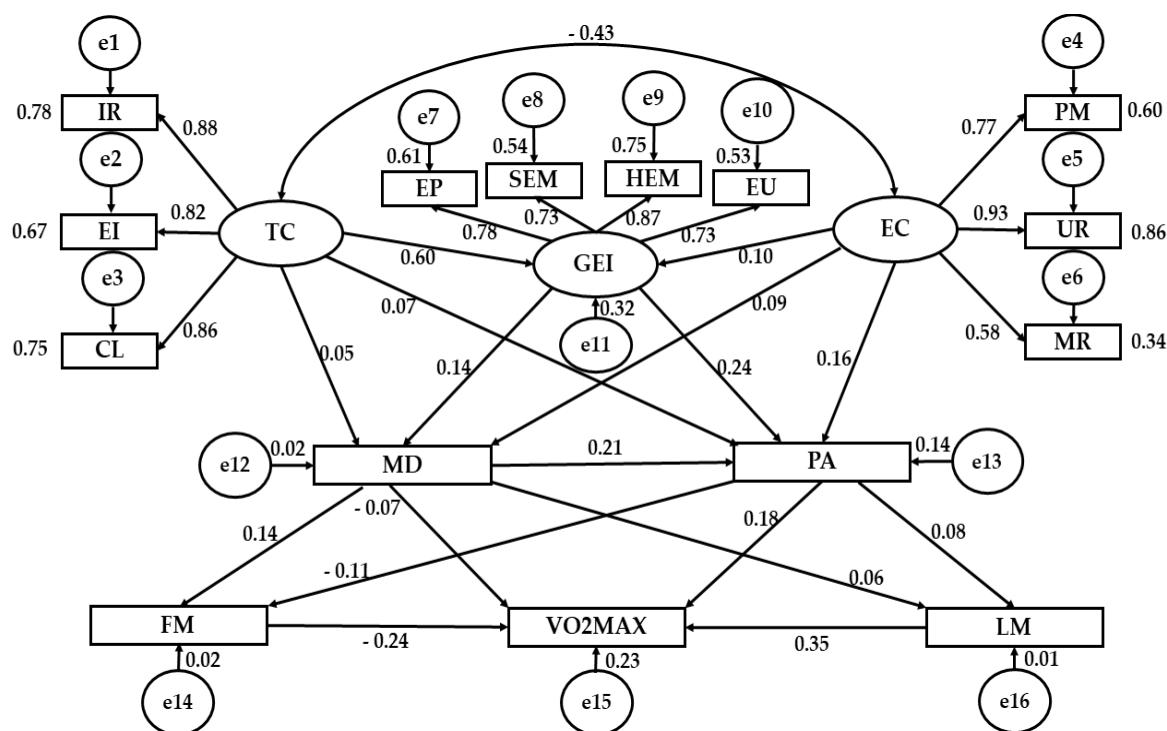 - 0.43
e1
e4
e8
e9
e10
e7
0.78
IR
0.88
0.77
PM
0.60
0.61
0.54
0.75
0.53
e2
e5
EP
SEM
HEM
EU
0.82
0.93
0.67
EI
TC
0.78
0.73
0.87
0.73
EC
UR
0.86
e3
0.60
GEI
0.10
e6
0.07
0.32
0.09
0.75
CL
0.86
e11
0.58
MR
0.34
0.05
0.14
0.24
0.16
e12
0.02
MD
0.21
PA
0.14
e13
0.14
- 0.07
0.18
0.08
- 0.11
0.06
FM
- 0.24
VO2MAX
0.35
LM
0.02
0.23
0.01
e14
e15
e16